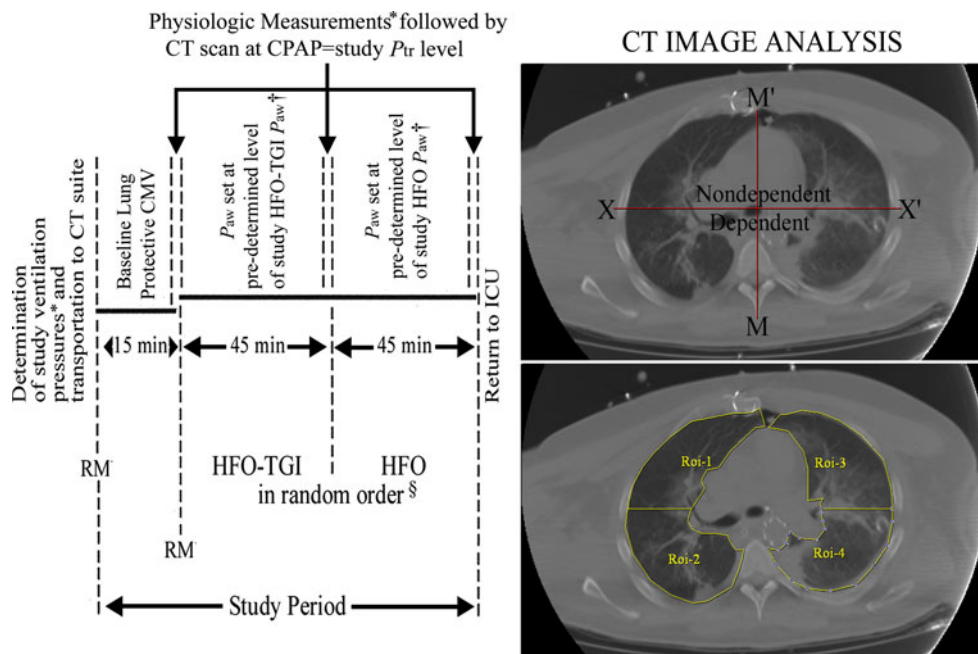 Physiologic Measurements* followed by
CT scan at CPAP=study Ptr level
Determination
of study ventilation
pressures* and
transportation to CT suite
Baseline Lung
Protective CMV
Paw set at
pre-determined level
of study HFO-TGI Paw†
Paw set at
pre-determined level
of study HFO Paw†
Return to ICU
15 min
45 min
45 min
RM
HFO-TGI
HFO
in random order§
RM
Study Period
CT IMAGE ANALYSIS
M'
Nondependent
X
X'
Dependent
M
Roi-1
Roi-3
Roi-2
Roi-4